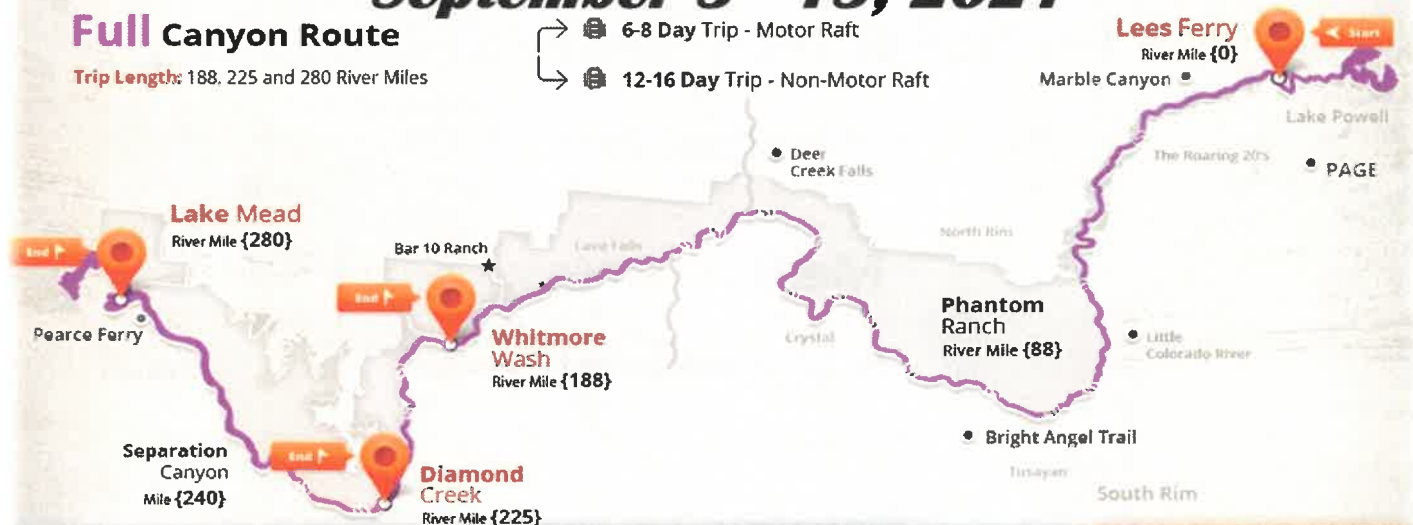 Full Canyon Route
Trip Length: 188, 225 and 280 River Miles
6-8 Day Trip - Motor Raft
12-16 Day Trip - Non-Motor Raft
Lees Ferry
River Mile {0}
Start
Marble Canyon
Lake Powell
The Roaring 20's
PAGE
Deer
Creek Falls
Lake Mead
River Mile {280}
End
Bar 10 Ranch
Lava Falls
North Rim
End
Pearce Ferry
Whitmore
Wash
River Mile {188}
Crystal
Phantom
Ranch
River Mile {88}
Little
Colorado River
Bright Angel Trail
Separation
Canyon
Mile {240}
End
Diamond
Creek
River Mile {225}
Tusayan
South Rim